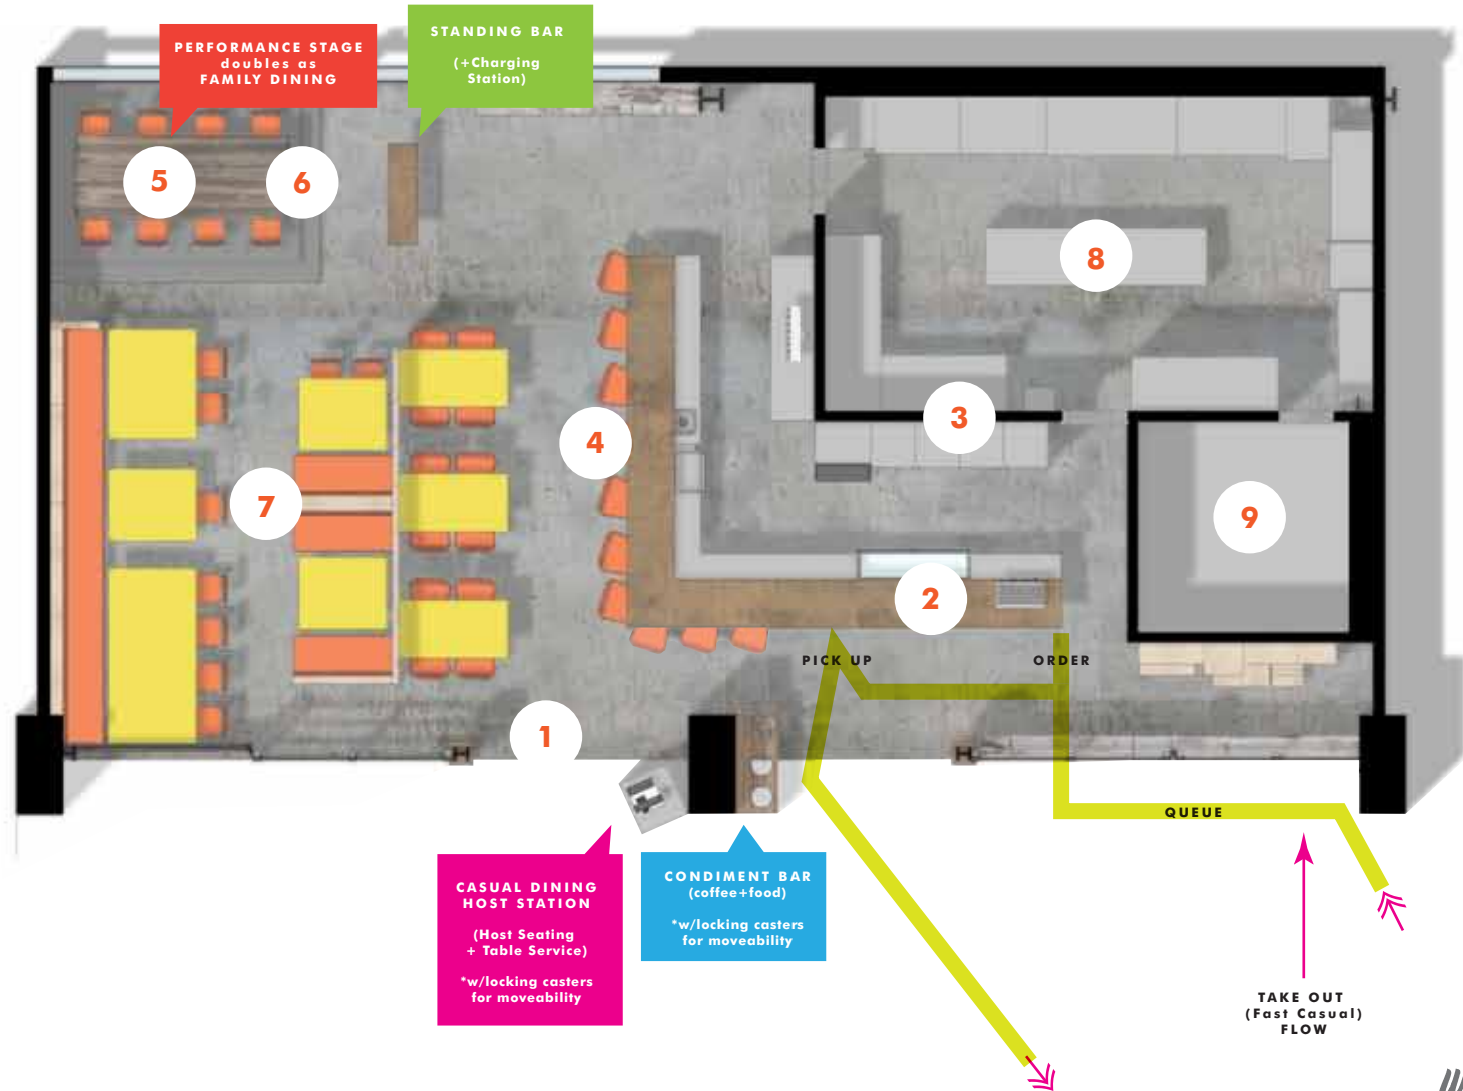 PERFORMANCE STAGE
doubles as
FAMILY DINING
STANDING BAR
(+Charging
Station)
5
6
8
3
4
7
9
2
PICK UP
ORDER
1
QUEUE
CASUAL DINING
HOST STATION
(Host Seating
+ Table Service)
*w/locking casters
for moveability
CONDIMENT BAR
(coffee+food)
*w/locking casters
for moveability
TAKE OUT
(Fast Casual)
FLOW